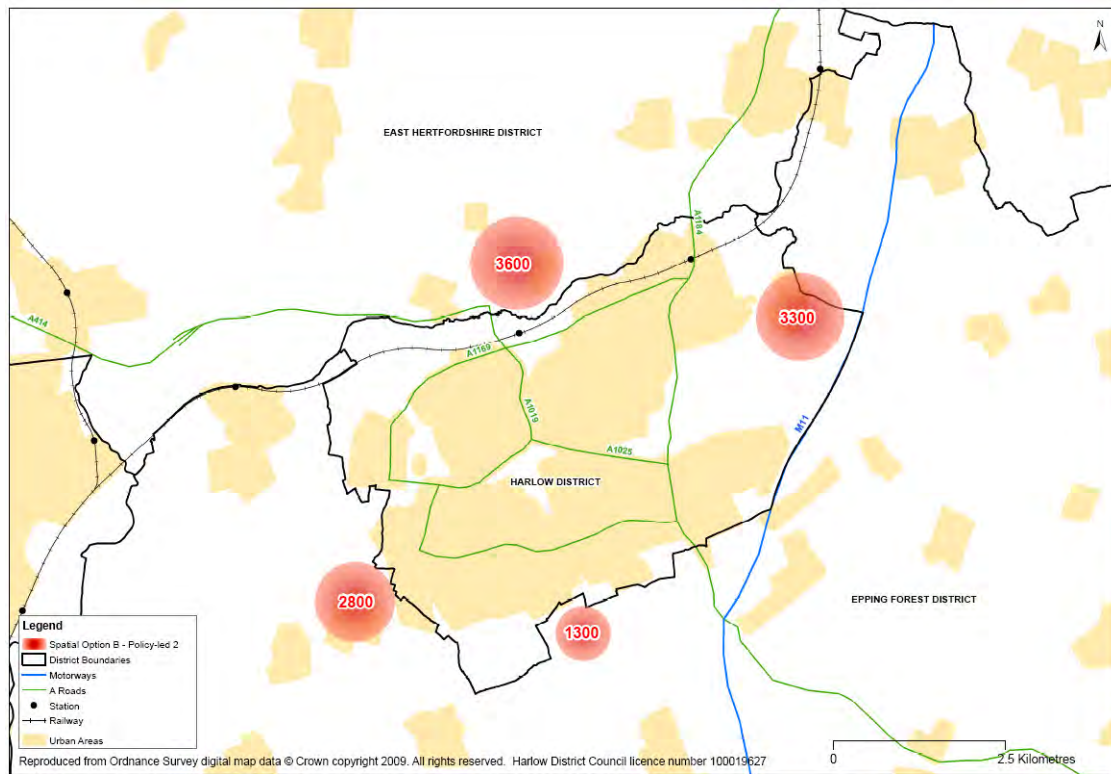 N
EAST HERTFORDSHIRE DISTRICT
A1184
3600
3300
A414
A1169
A1019
M11
A1025
HARLOW DISTRICT
2800
EPPING FOREST DISTRICT
1300
Legend
Spatial Option B - Policy-led 2
District Boundaries
Motorways
A Roads
Station
Railway
Urban Areas
0 2.5 Kilometres
Reproduced from Ordnance Survey digital map data © Crown copyright 2009. All rights reserved. Harlow District Council licence number 100019627